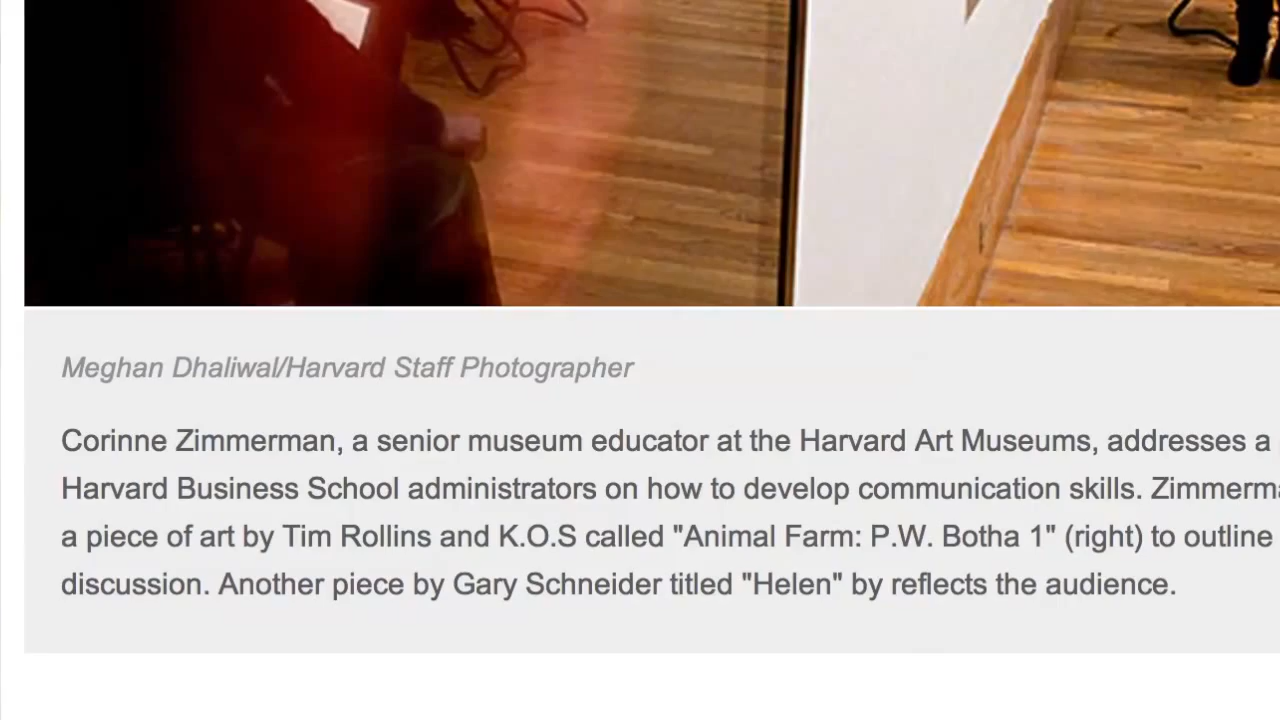 Meghan Dhaliwal/Harvard Staff Photographer
Corinne Zimmerman, a senior museum educator at the Harvard Art Museums, addresses a
Harvard Business School administrators on how to develop communication skills.
a piece of art by Tim Rollins and K.O.S called "Animal Farm: P.W. Botha 1" (right) to outline
discussion. Another piece by Gary Schneider titled "Helen" by reflects the audience.